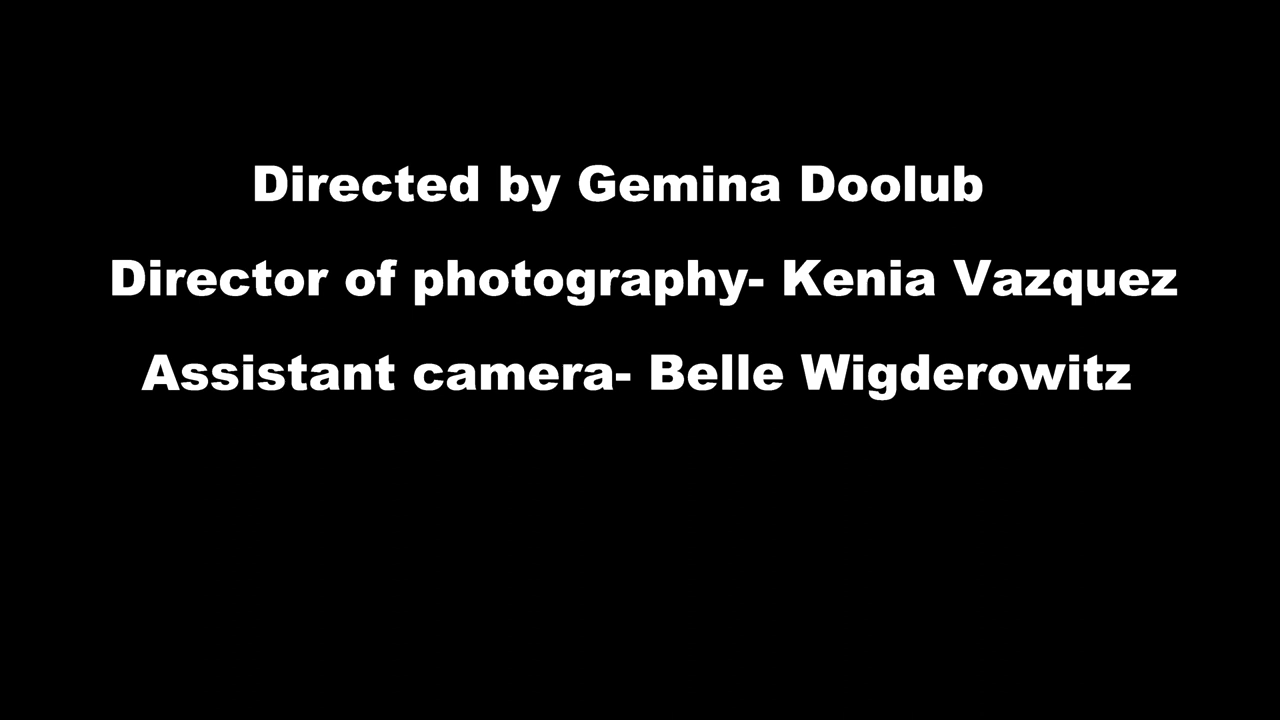 Directed by Gemina Doolub
Director of photography- Kenia Vazquez
Assistant camera- Belle Wigderowitz